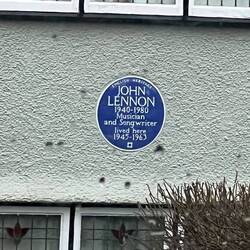 ENGLISH HERITAGE
JOHN
LENNON
1940-1980
Musician
and Songwriter
lived here
1945-1963